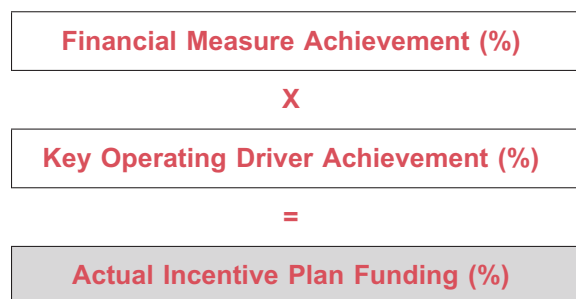 Financial Measure Achievement (%)
X
Key Operating Driver Achievement (%)
=
Actual Incentive Plan Funding (%)